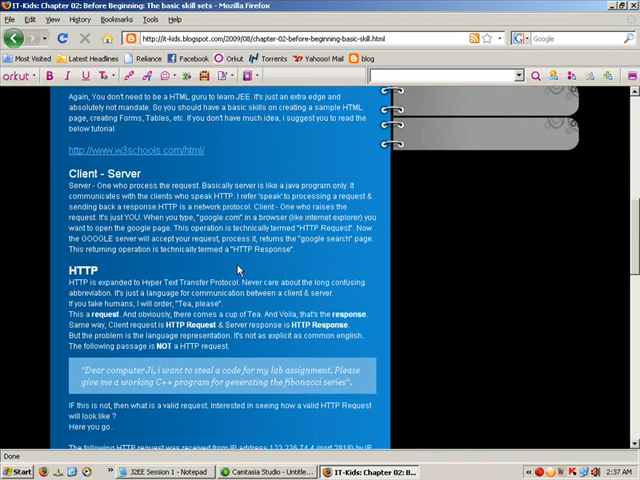 IT-Kids: Chapter 02: Before Beginning: The basic skill sets - Mozilla Firefox
File Edit View History Bookmarks Tools Help
http://it-kids.blogspot.com/2009/08/chapter-02-before-beginning-basic-skill.html
Google
Most Visited Reliance Facebook Orkut Torrents Yahoo! Mail blog
orkut
Again, You don't need to be a HTML guru to learn JEE. It's just an extra edge and
absolutely not mandate. So you should have a basic skills on creating a sample HTML
page, creating Forms, Tables, etc. If you don't have much idea, i suggest you to read the
below tutorial.
http://www.w3schools.com/html/
Client - Server
Server - One who process the request. Basically server is like a java program only. It
communicates with the clients who speak HTTP. I refer 'speak' to processing a request &
sending back a response.HTTP is a network protocol. Client - One who raises the
request. It's just YOU. When you type, "google.com" in a browser (like internet explorer) you
want to open the google page. This operation is technically termed "HTTP Request". Now
the GOOGLE server will accept your request, process it, returns the "google search" page.
This returning operation is technically termed a "HTTP Response".
HTTP
HTTP is expanded to Hyper Text Transfer Protocol. Never care about the long confusing
abbreviation. It's just a language for communication between a client & server.
If you take humans, I will order, "Tea, please".
This a request. And obviously, there comes a cup of Tea. And Voila, that's the response.
Same way, Client request is HTTP Request & Server response is HTTP Response.
But the problem is the language representation. It's not as explicit as common english.
The following passage is NOT a HTTP request.
"Dear computer Ji, i want to steal a code for my lab assignment. Please
give me a working C++ program for generating the fibonacci series".
IF this is not, then what is a valid request. Interested in seeing how a valid HTTP Request
will look like ?
Here you go..
The following HTTP request was received from IP address 123.236.74.4 (port 2818) by IP
Done
Start J2EE Session 1 - Notepad Camtasia Studio - Untitle... IT-Kids: Chapter 02: B... 2:37 AM